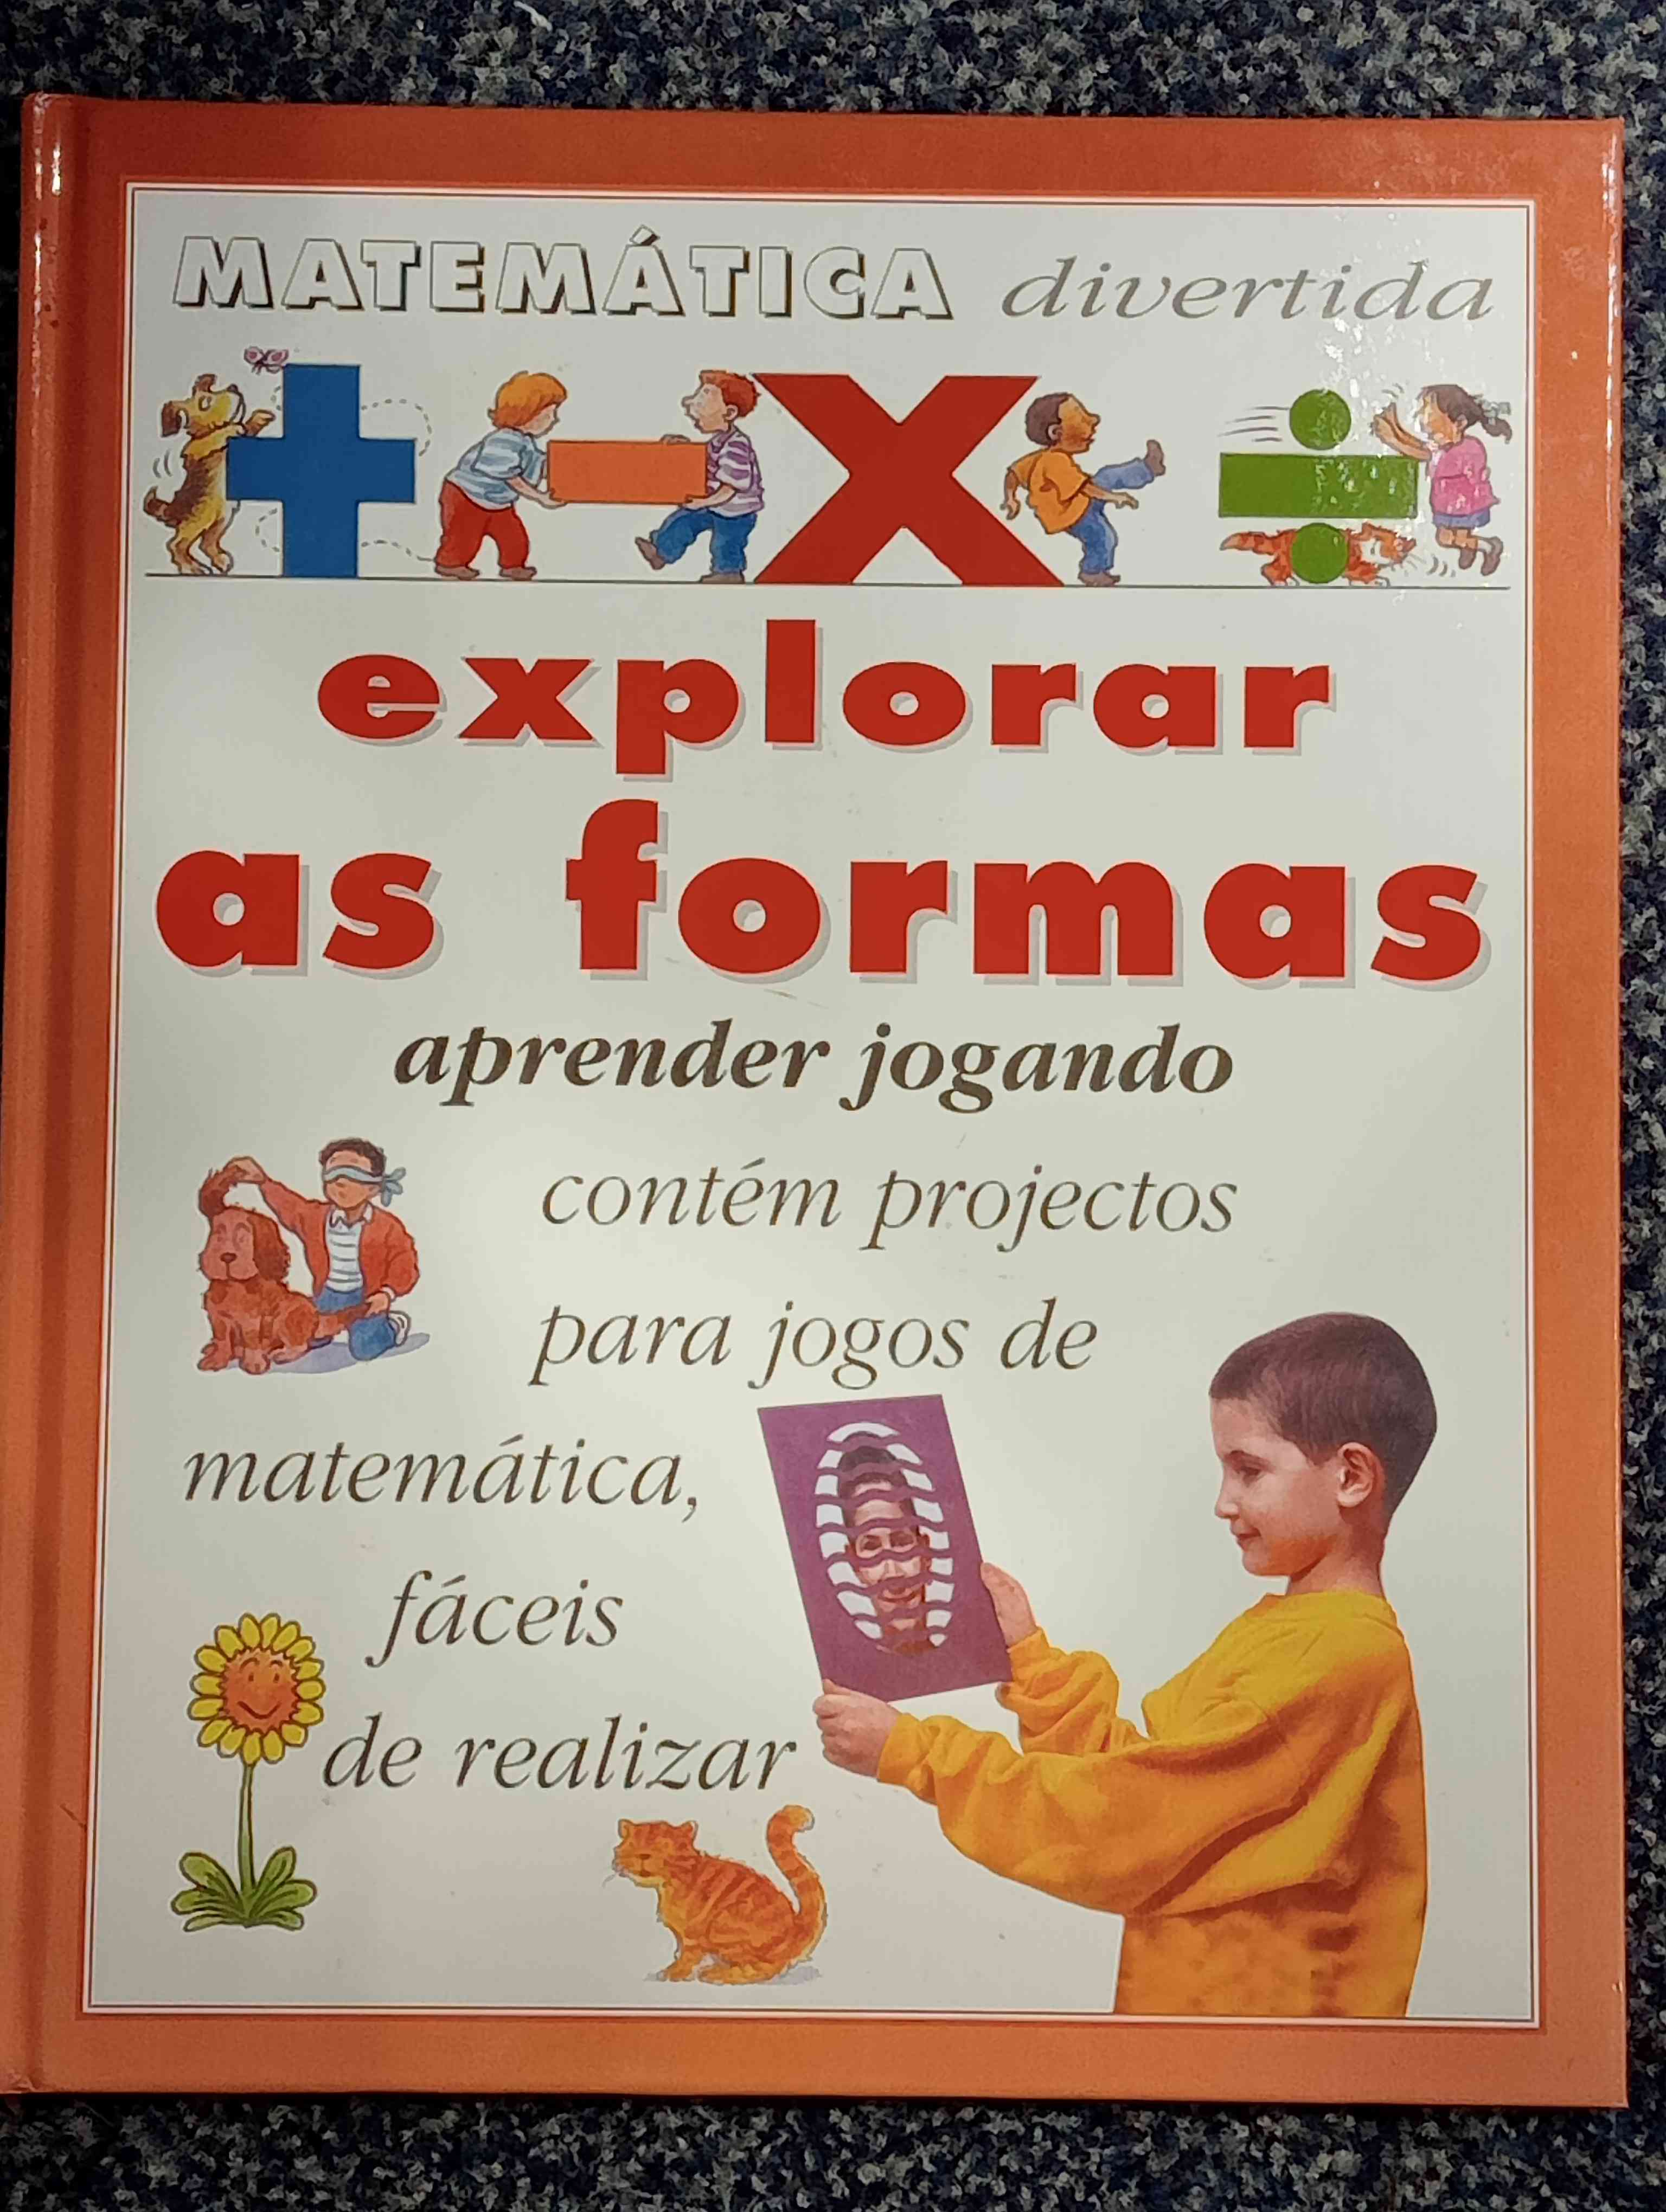 MATEMÁTICA divertida
+ - x ÷
explorar
as formas
aprender jogando
contém projectos
para jogos de
matemática,
fáceis
de realizar